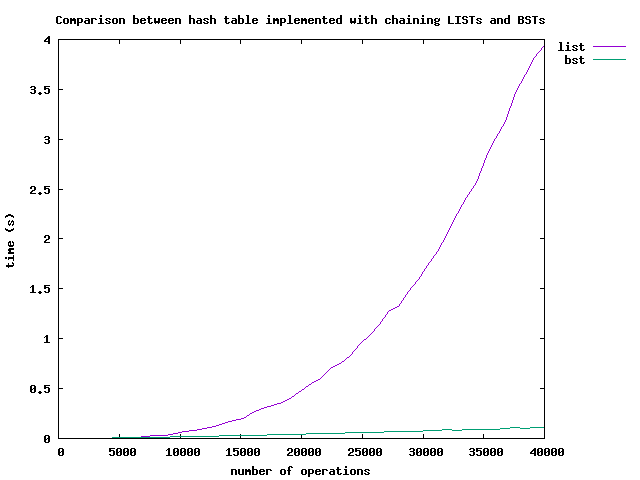 Comparison between hash table implemented with chaining LISTs and BSTs
list
bst
4
3.5
3
2.5
2
1.5
1
0.5
0
time (s)
0 5000 10000 15000 20000 25000 30000 35000 40000
number of operations